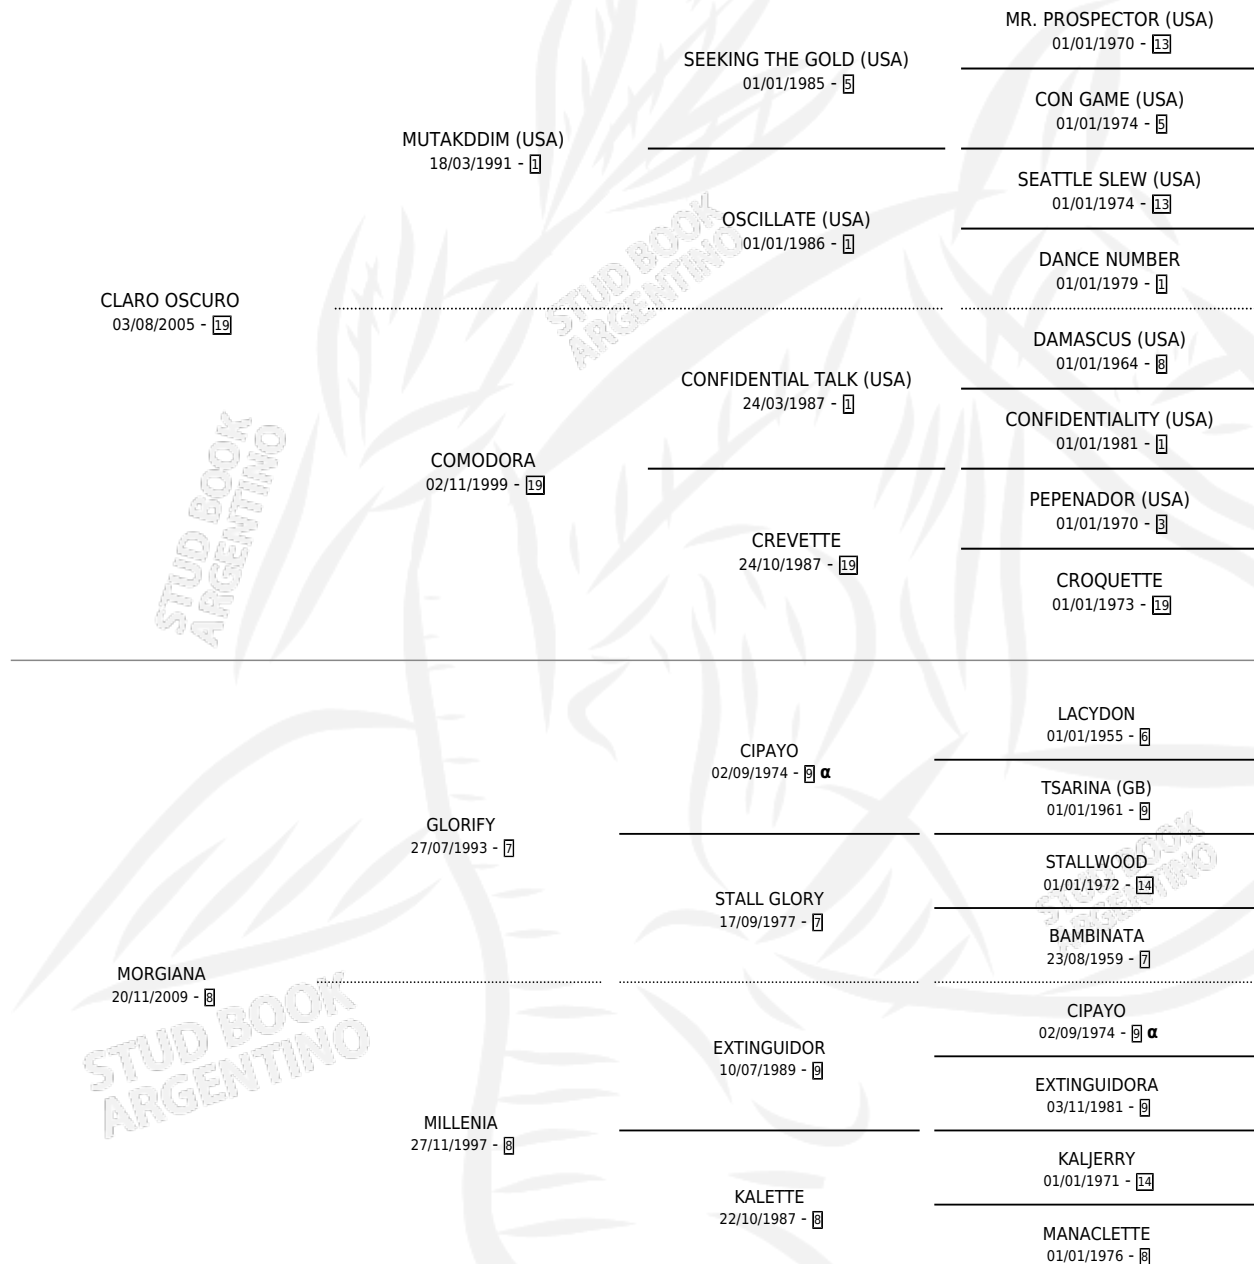 MR. PROSPECTOR (USA)
01/01/1970 - 13
SEEKING THE GOLD (USA)
01/01/1985 - 5
CON GAME (USA)
01/01/1974 - 5
MUTAKDDIM (USA)
18/03/1991 - 1
SEATTLE SLEW (USA)
01/01/1974 - 13
OSCILLATE (USA)
01/01/1986 - 1
STUD BOOK
ARGENTINO
DANCE NUMBER
01/01/1979 - 1
CLARO OSCURO
03/08/2005 - 19
DAMASCUS (USA)
01/01/1964 - 8
CONFIDENTIAL TALK (USA)
24/03/1987 - 1
CONFIDENTIALITY (USA)
01/01/1981 - 1
COMODORA
02/11/1999 - 19
PEPENADOR (USA)
01/01/1970 - 3
CREVETTE
24/10/1987 - 19
CROQUETTE
01/01/1973 - 19
STUD BOOK
ARGENTINO
LACYDON
01/01/1955 - 6
CIPAYO
02/09/1974 - 9 α
TSARINA (GB)
01/01/1961 - 9
GLORIFY
27/07/1993 - 7
STALLWOOD
01/01/1972 - 14
STUD BOOK
ARGENTINO
STALL GLORY
17/09/1977 - 7
BAMBINATA
23/08/1959 - 7
MORGIANA
20/11/2009 - 8
STUD BOOK
ARGENTINO
CIPAYO
02/09/1974 - 9 α
EXTINGUIDOR
10/07/1989 - 9
EXTINGUIDORA
03/11/1981 - 9
MILLENIA
27/11/1997 - 8
KALJERRY
01/01/1971 - 14
KALETTE
22/10/1987 - 8
MANACLETTE
01/01/1976 - 8